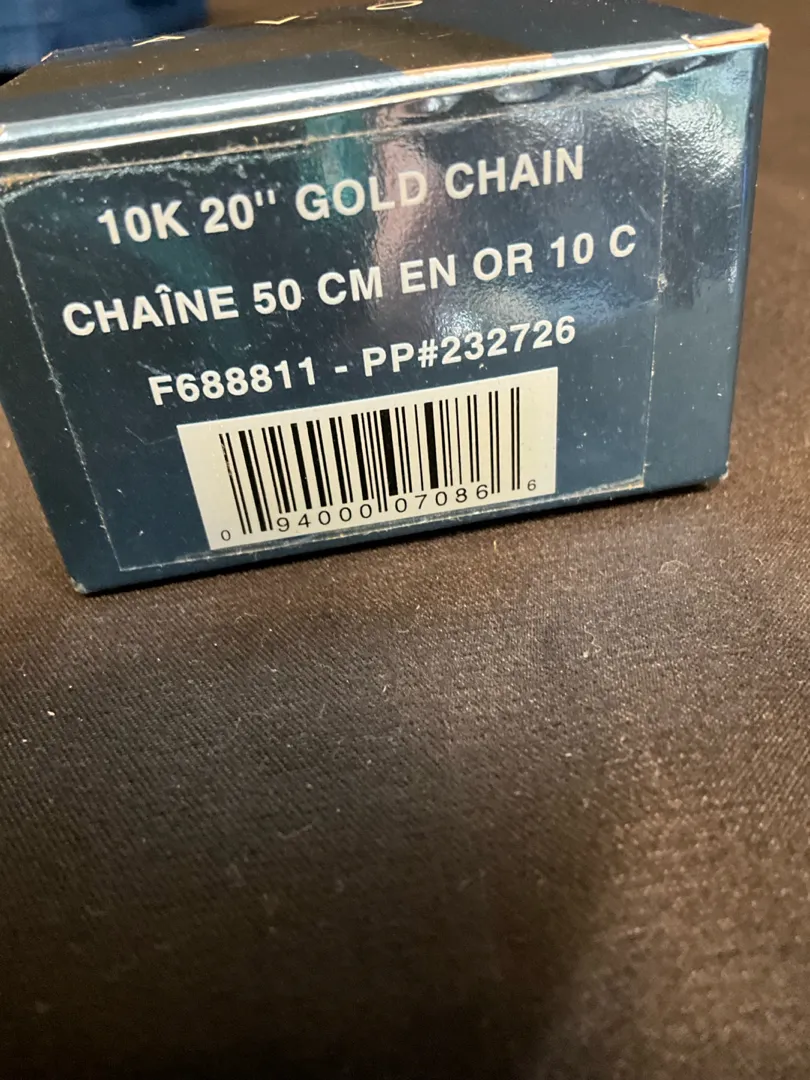 10K 20'' GOLD CHAIN
CHAÎNE 50 CM EN OR 10 C
F688811 - PP#232726
0 94000 07086 6